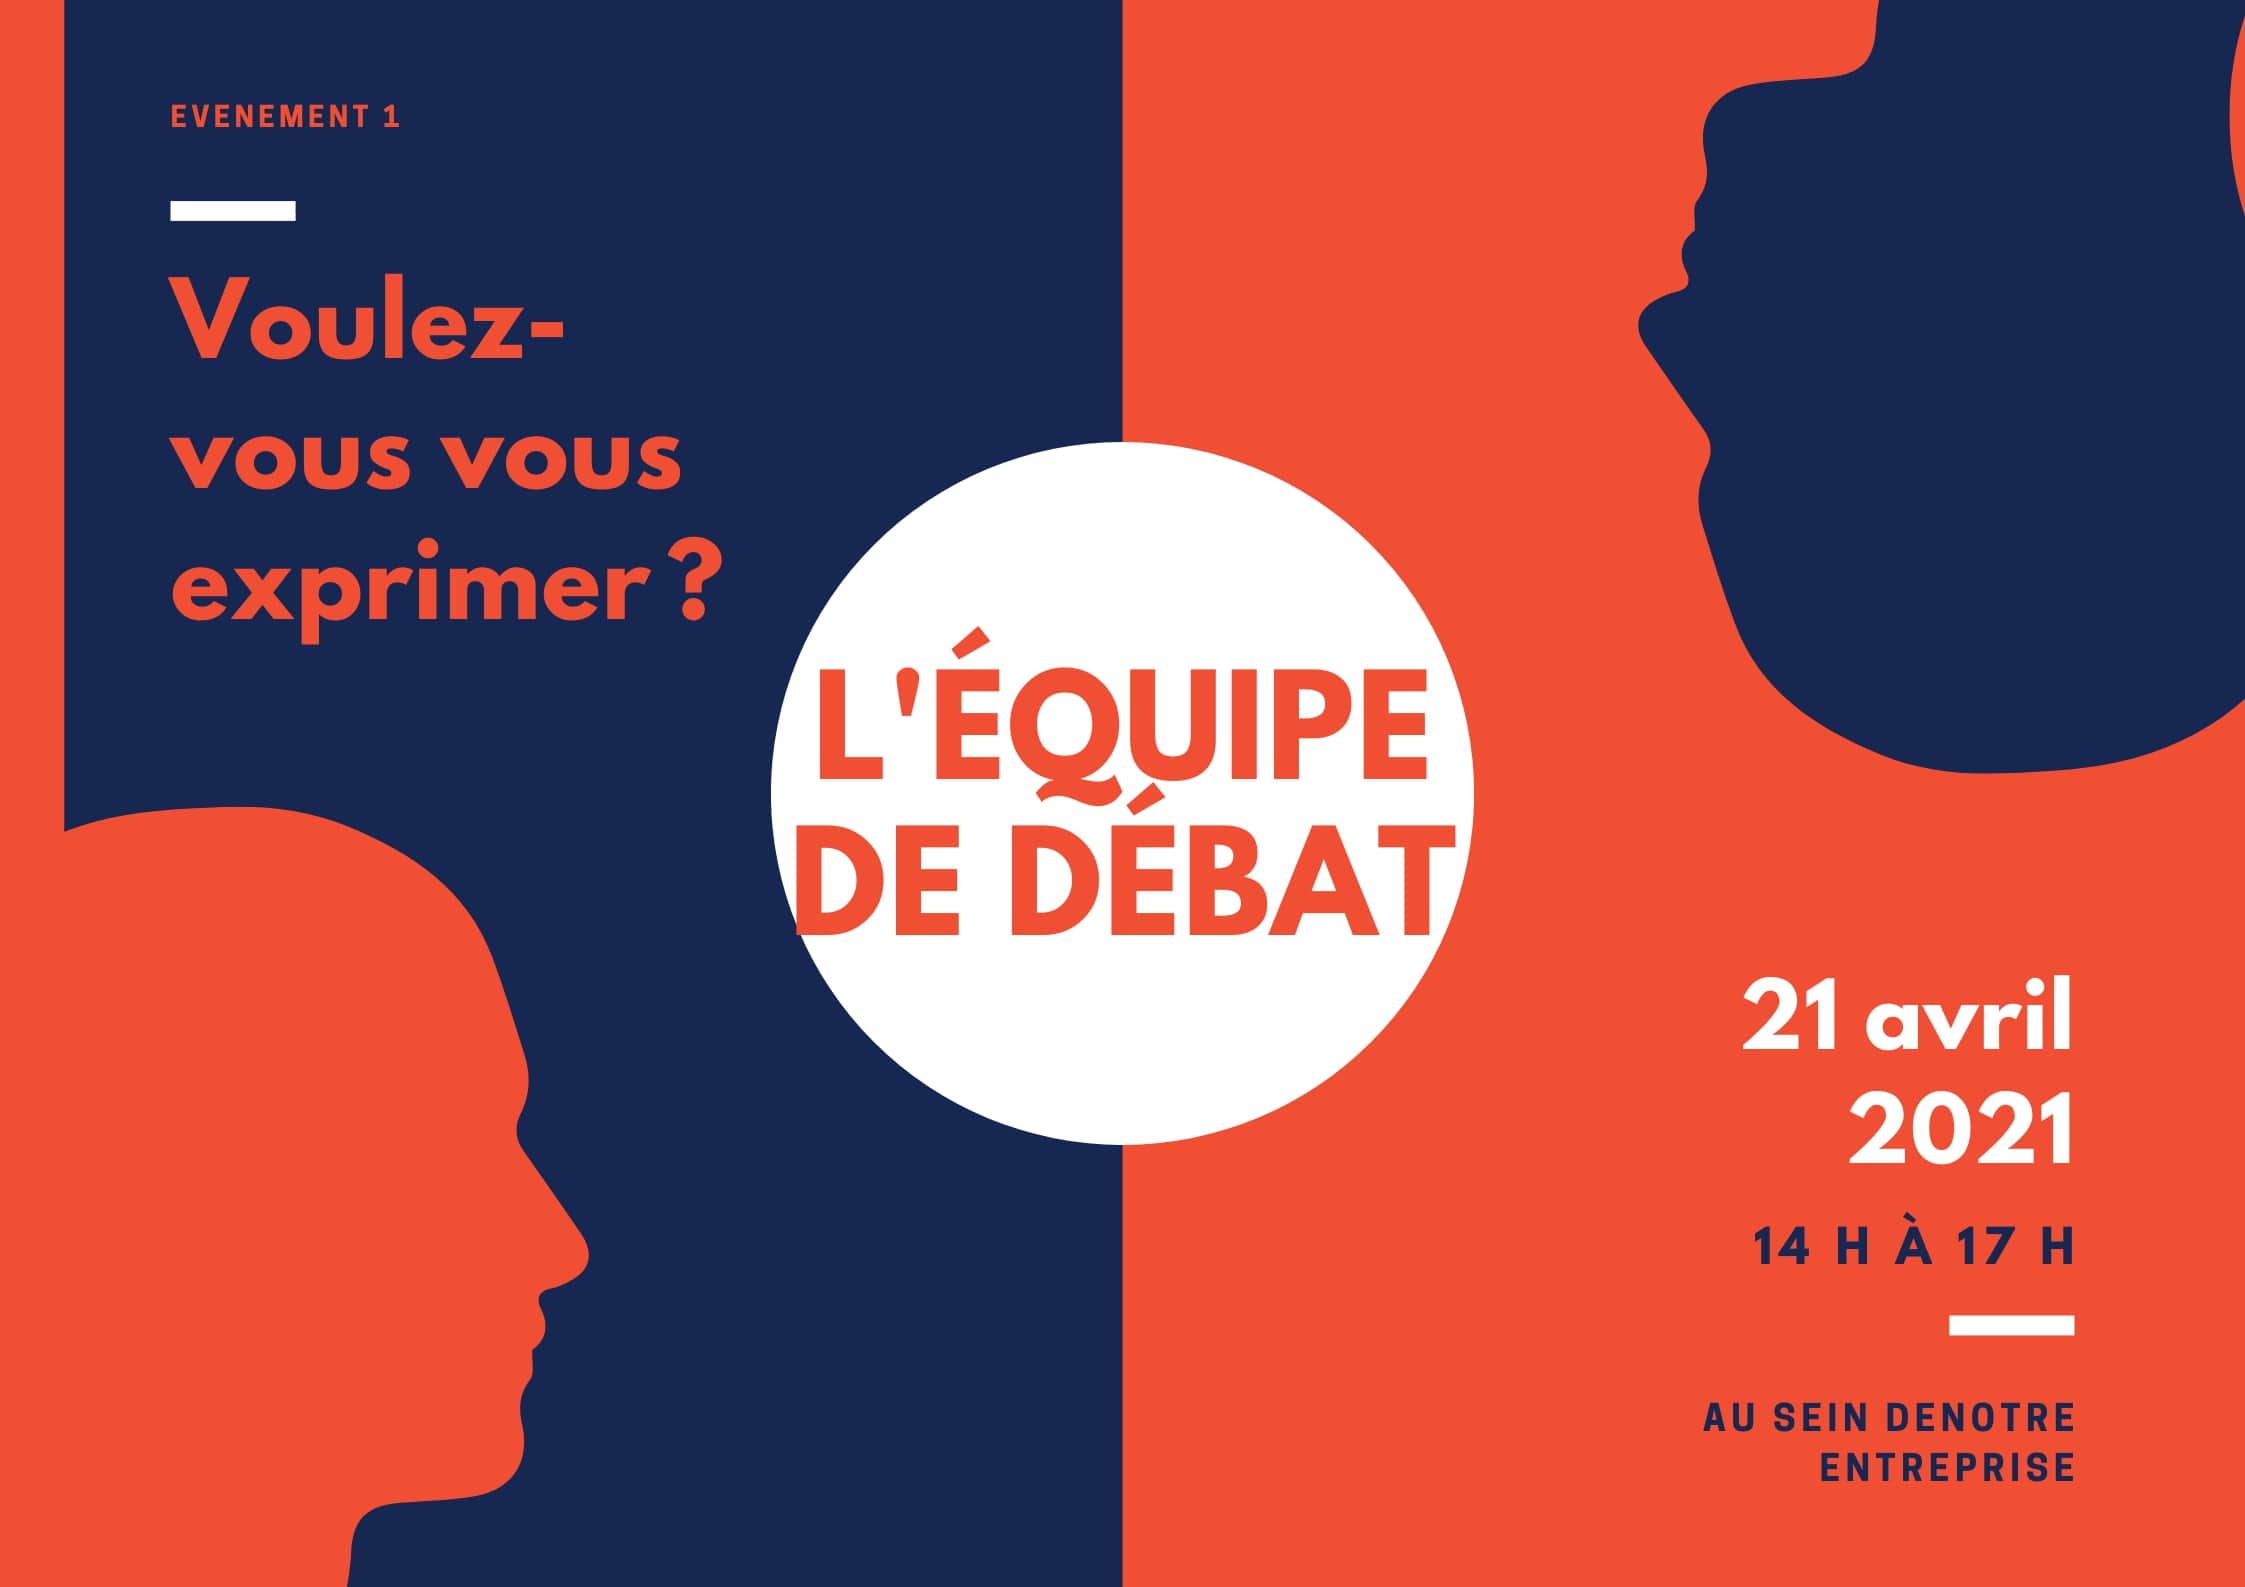 EVENEMENT 1
Voulez-
vous vous
exprimer ?
L'ÉQUIPE
DE DÉBAT
21 avril
2021
14 H À 17 H
AU SEIN DENOTRE
ENTREPRISE